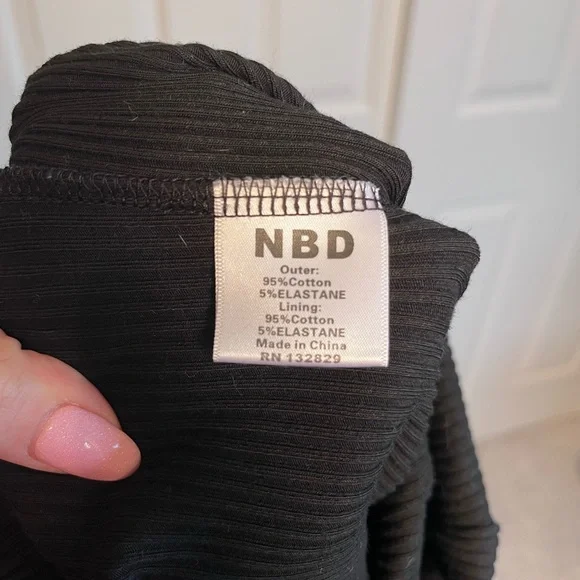 NBD
Outer:
95%Cotton
5%ELASTANE
Lining:
95%Cotton
5%ELASTANE
Made in China
RN 132829